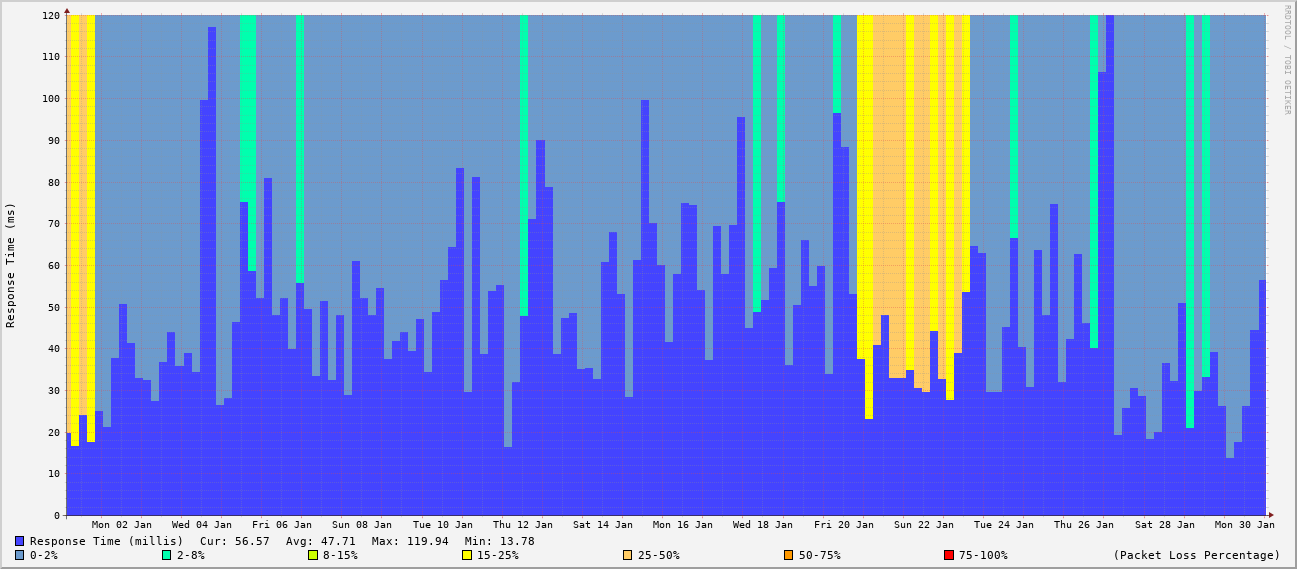 RRDTOOL / TOBI OETIKER
Response Time (ms)
120
110
100
90
80
70
60
50
40
30
20
10
0
Mon 02 Jan Wed 04 Jan Fri 06 Jan Sun 08 Jan Tue 10 Jan Thu 12 Jan Sat 14 Jan Mon 16 Jan Wed 18 Jan Fri 20 Jan Sun 22 Jan Tue 24 Jan Thu 26 Jan Sat 28 Jan Mon 30 Jan
Response Time (millis) Cur: 56.57 Avg: 47.71 Max: 119.94 Min: 13.78
0-2% 2-8% 8-15% 15-25% 25-50% 50-75% 75-100% (Packet Loss Percentage)